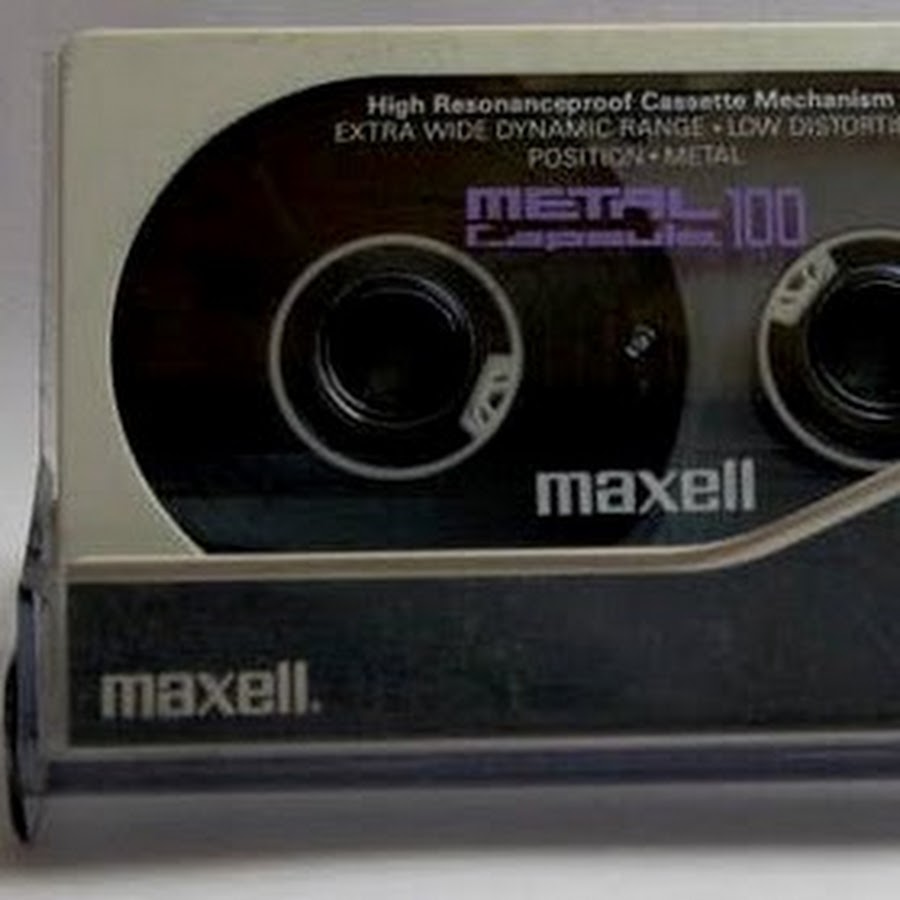 High Resonanceproof Cassette Mechanism
EXTRA WIDE DYNAMIC RANGE • LOW
POSITION • METAL
METAL 100
Capsule
maxell
maxell.